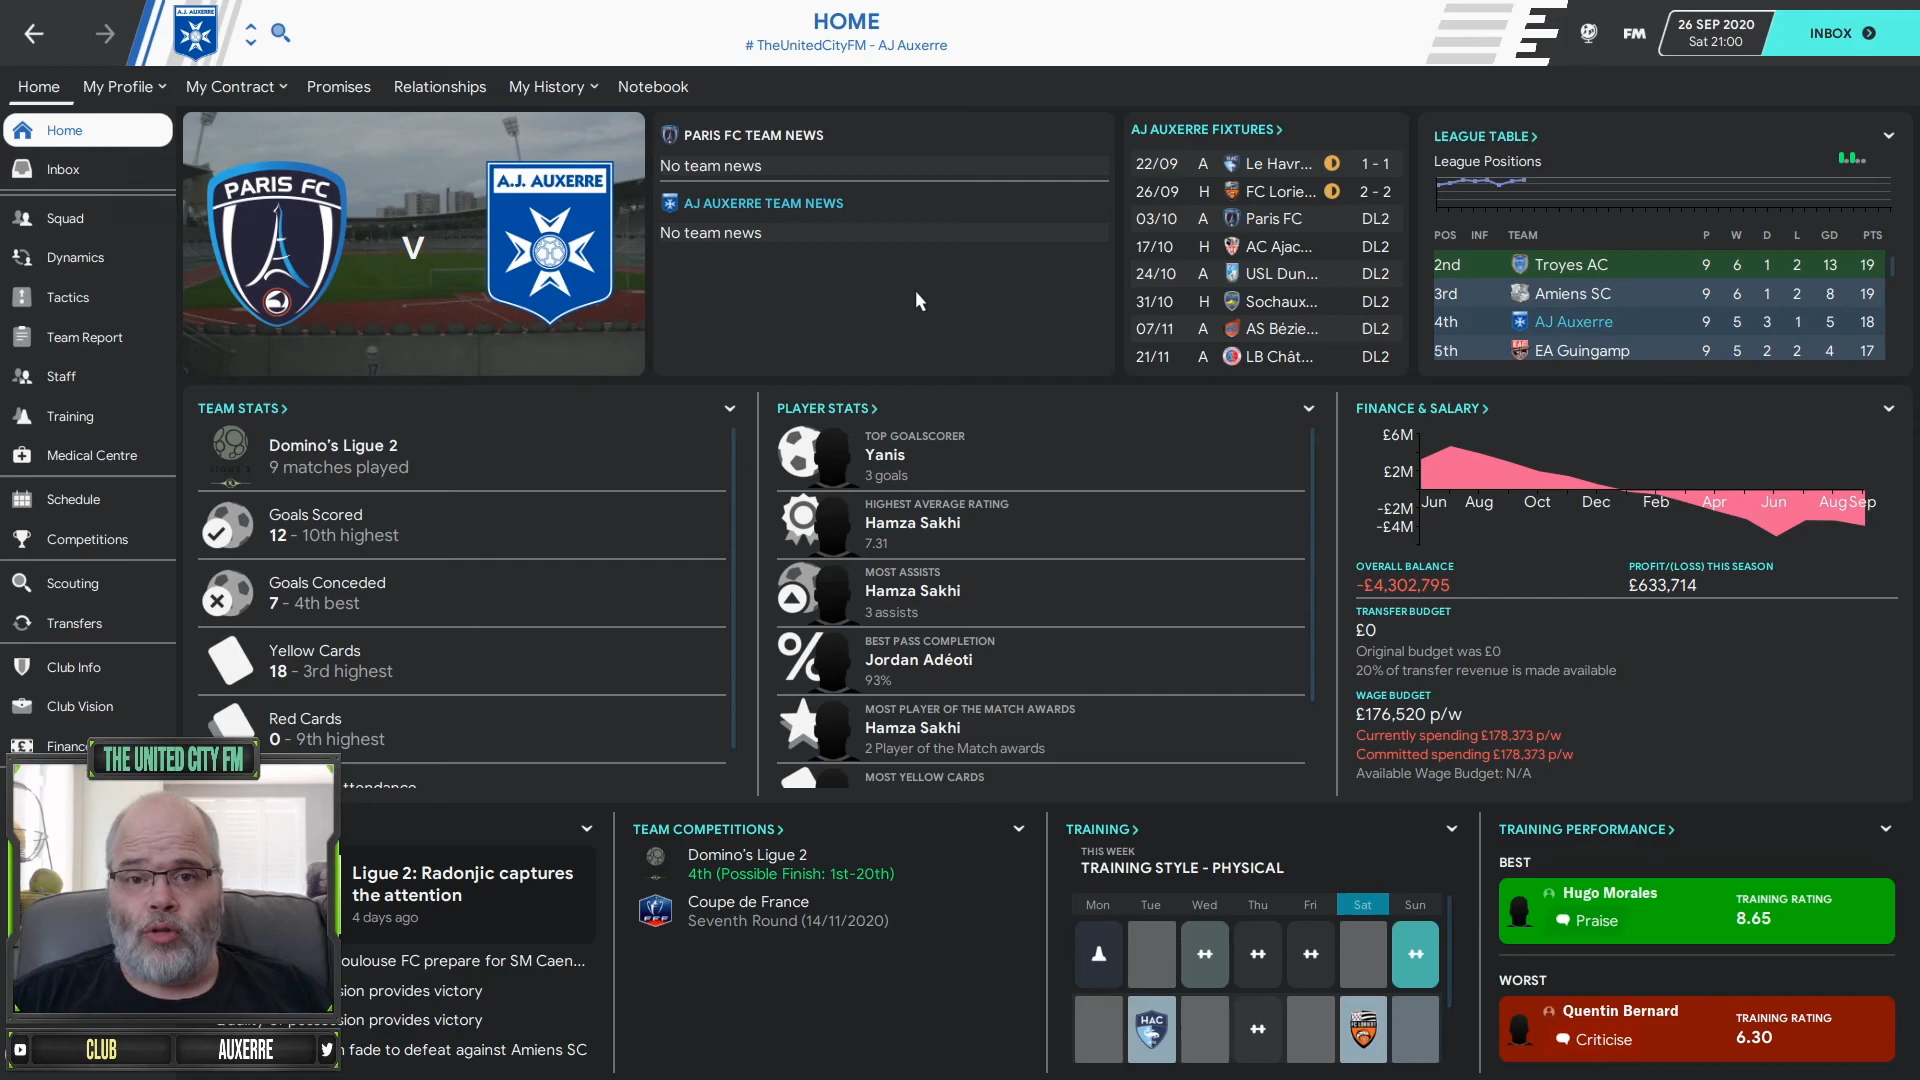 A.J. AUXERRE
HOME
# TheUnitedCityFM - AJ Auxerre
FM
26 SEP 2020
Sat 21:00
INBOX
Home
My Profile
My Contract
Promises
Relationships
My History
Notebook
Home
Inbox
Squad
Dynamics
Tactics
Team Report
Staff
Training
Medical Centre
Schedule
Competitions
Scouting
Transfers
Club Info
Club Vision
Financ
PARIS FC
V
A.J. AUXERRE
PARIS FC TEAM NEWS
No team news
AJ AUXERRE TEAM NEWS
No team news
AJ AUXERRE FIXTURES
22/09 A Le Havr... 1 - 1
26/09 H FC Lorie... 2 - 2
03/10 A Paris FC DL2
17/10 H AC Ajac... DL2
24/10 A USL Dun... DL2
31/10 H Sochaux... DL2
07/11 A AS Bézie... DL2
21/11 A LB Chât... DL2
LEAGUE TABLE
League Positions
POS INF TEAM P W D L GD PTS
2nd Troyes AC 9 6 1 2 13 19
3rd Amiens SC 9 6 1 2 8 19
4th AJ Auxerre 9 5 3 1 5 18
5th EA Guingamp 9 5 2 2 4 17
TEAM STATS
Domino's Ligue 2
9 matches played
Goals Scored
12 - 10th highest
Goals Conceded
7 - 4th best
Yellow Cards
18 - 3rd highest
Red Cards
0 - 9th highest
ttendance
PLAYER STATS
TOP GOALSCORER
Yanis
3 goals
HIGHEST AVERAGE RATING
Hamza Sakhi
7.31
MOST ASSISTS
Hamza Sakhi
3 assists
BEST PASS COMPLETION
Jordan Adéoti
93%
MOST PLAYER OF THE MATCH AWARDS
Hamza Sakhi
2 Player of the Match awards
MOST YELLOW CARDS
FINANCE & SALARY
£6M
£2M
-£2M
-£4M
Jun Aug Oct Dec Feb Apr Jun Aug Sep
OVERALL BALANCE
-£4,302,795
PROFIT/(LOSS) THIS SEASON
£633,714
TRANSFER BUDGET
£0
Original budget was £0
20% of transfer revenue is made available
WAGE BUDGET
£176,520 p/w
Currently spending £178,373 p/w
Committed spending £178,373 p/w
Available Wage Budget: N/A
THE UNITED CITY FM
CLUB AUXERRE
Ligue 2: Radonjic captures
the attention
4 days ago
oulouse FC prepare for SM Caen...
sion provides victory
sion provides victory
n fade to defeat against Amiens SC
TEAM COMPETITIONS
Domino's Ligue 2
4th (Possible Finish: 1st-20th)
FFF
Coupe de France
Seventh Round (14/11/2020)
TRAINING
THIS WEEK
TRAINING STYLE - PHYSICAL
Mon Tue Wed Thu Fri Sat Sun
HAC
TRAINING PERFORMANCE
BEST
Hugo Morales
Praise
TRAINING RATING
8.65
WORST
Quentin Bernard
Criticise
TRAINING RATING
6.30